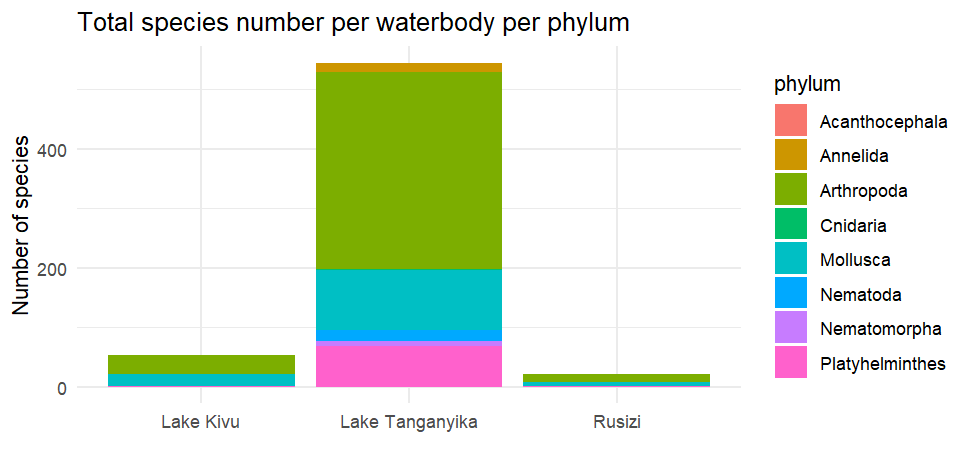 Total species number per waterbody per phylum
Number of species
400
200
0
Lake Kivu
Lake Tanganyika
Rusizi
phylum
Acanthocephala
Annelida
Arthropoda
Cnidaria
Mollusca
Nematoda
Nematomorpha
Platyhelminthes